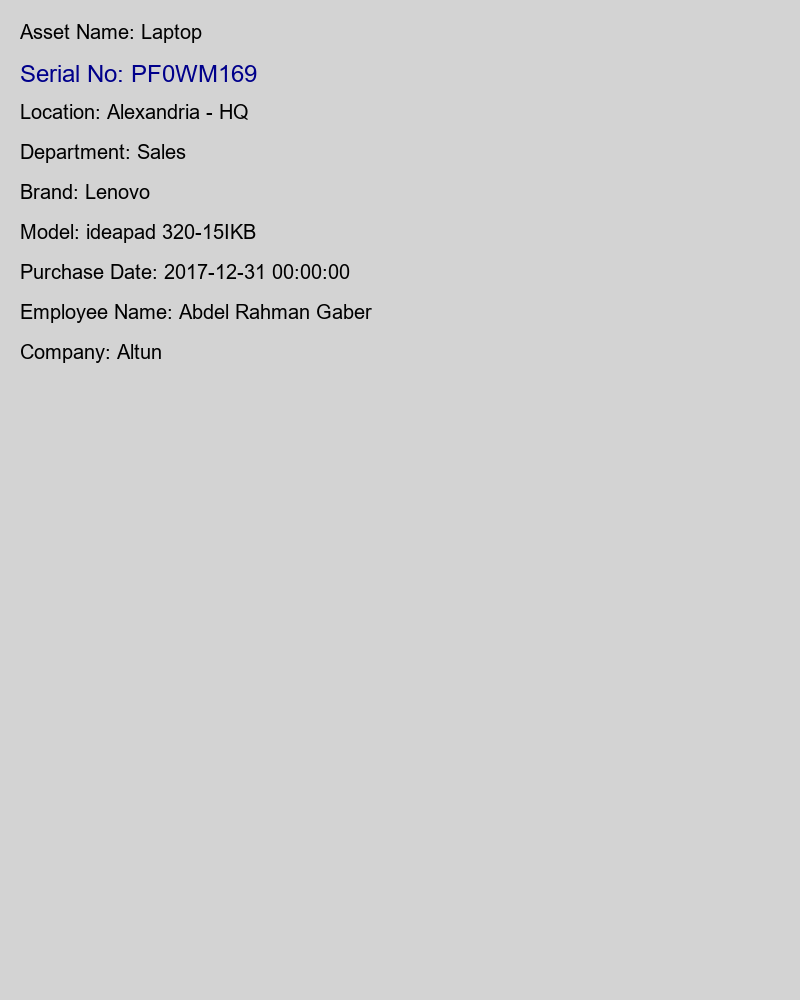 Asset Name: Laptop
Serial No: PF0WM169
Location: Alexandria - HQ
Department: Sales
Brand: Lenovo
Model: ideapad 320-15IKB
Purchase Date: 2017-12-31 00:00:00
Employee Name: Abdel Rahman Gaber
Company: Altun